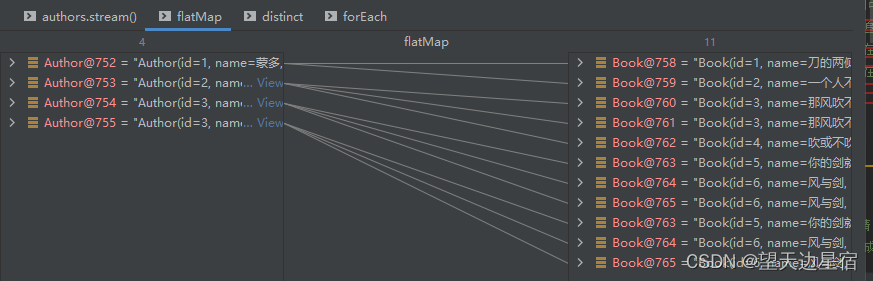 authors.stream() flatMap distinct forEach
4 flatMap 11
Author@752 = "Author(id=1, name=蒙多,
Author@753 = "Author(id=2, name... View
Author@754 = "Author(id=3, name... View
Author@755 = "Author(id=3, name... View
Book@758 = "Book(id=1, name=刀的两侧
Book@759 = "Book(id=2, name=一个人不
Book@760 = "Book(id=3, name=那风吹不
Book@761 = "Book(id=3, name=那风吹不
Book@762 = "Book(id=4, name=吹或不吹
Book@763 = "Book(id=5, name=你的剑就
Book@764 = "Book(id=6, name=风与剑,
Book@765 = "Book(id=6, name=风与剑,
Book@763 = "Book(id=5, name=你的剑就
Book@764 = "Book(id=6, name=风与剑,
Book@765 = "Book(id=6, name=风与剑,
CSDN @望天边星宿